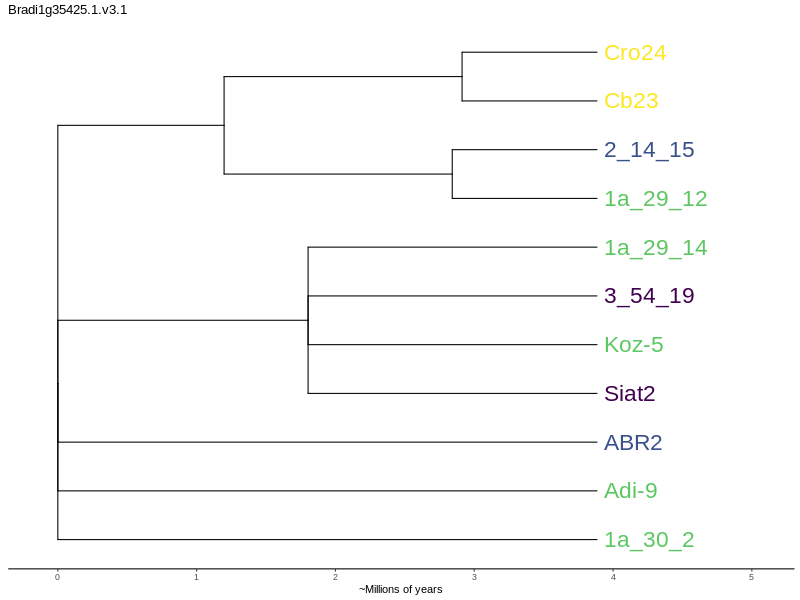 Bradi1g35425.1.v3.1
Cro24
Cb23
2_14_15
1a_29_12
1a_29_14
3_54_19
Koz-5
Siat2
ABR2
Adi-9
1a_30_2
0 1 2 3 4 5
~Millions of years